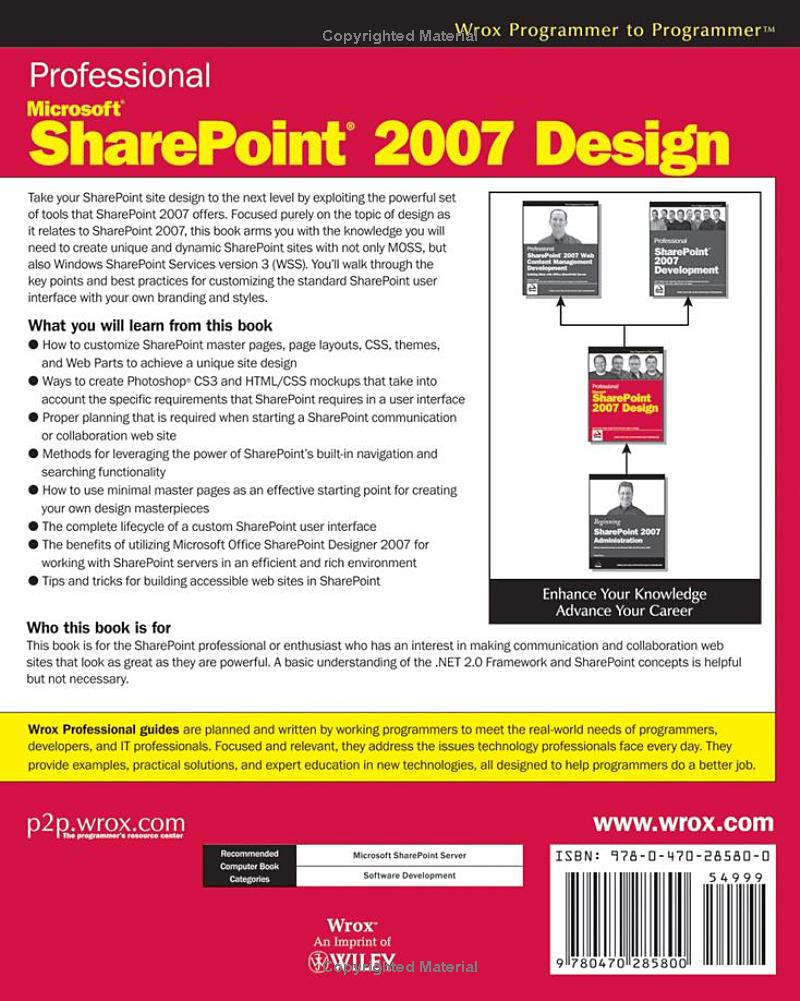 Copyrighted Material
Wrox Programmer to Programmer™
Professional
Microsoft®
SharePoint® 2007 Design
Take your SharePoint site design to the next level by exploiting the powerful set
of tools that SharePoint 2007 offers. Focused purely on the topic of design as
it relates to SharePoint 2007, this book arms you with the knowledge you will
need to create unique and dynamic SharePoint sites with not only MOSS, but
also Windows SharePoint Services version 3 (WSS). You'll walk through the
key points and best practices for customizing the standard SharePoint user
interface with your own branding and styles.
What you will learn from this book
● How to customize SharePoint master pages, page layouts, CSS, themes,
and Web Parts to achieve a unique site design
● Ways to create Photoshop® CS3 and HTML/CSS mockups that take into
account the specific requirements that SharePoint requires in a user interface
● Proper planning that is required when starting a SharePoint communication
or collaboration web site
● Methods for leveraging the power of SharePoint's built-in navigation and
searching functionality
● How to use minimal master pages as an effective starting point for creating
your own design masterpieces
● The complete lifecycle of a custom SharePoint user interface
● The benefits of utilizing Microsoft Office SharePoint Designer 2007 for
working with SharePoint servers in an efficient and rich environment
● Tips and tricks for building accessible web sites in SharePoint
Professional
SharePoint 2007 Web
Content Management
Development
Professional
SharePoint®
2007
Development
Professional
Microsoft
SharePoint
2007 Design
Beginning
SharePoint 2007
Administration
Enhance Your Knowledge
Advance Your Career
Who this book is for
This book is for the SharePoint professional or enthusiast who has an interest in making communication and collaboration web
sites that look as great as they are powerful. A basic understanding of the .NET 2.0 Framework and SharePoint concepts is helpful
but not necessary.
Wrox Professional guides are planned and written by working programmers to meet the real-world needs of programmers,
developers, and IT professionals. Focused and relevant, they address the issues technology professionals face every day. They
provide examples, practical solutions, and expert education in new technologies, all designed to help programmers do a better job.
p2p.wrox.com
The programmer's resource center
www.wrox.com
Recommended
Computer Book
Categories
Microsoft SharePoint Server
Software Development
ISBN: 978-0-470-28580-0
54999
9 780470 285800
Wrox™
An Imprint of
WILEY
Copyrighted Material